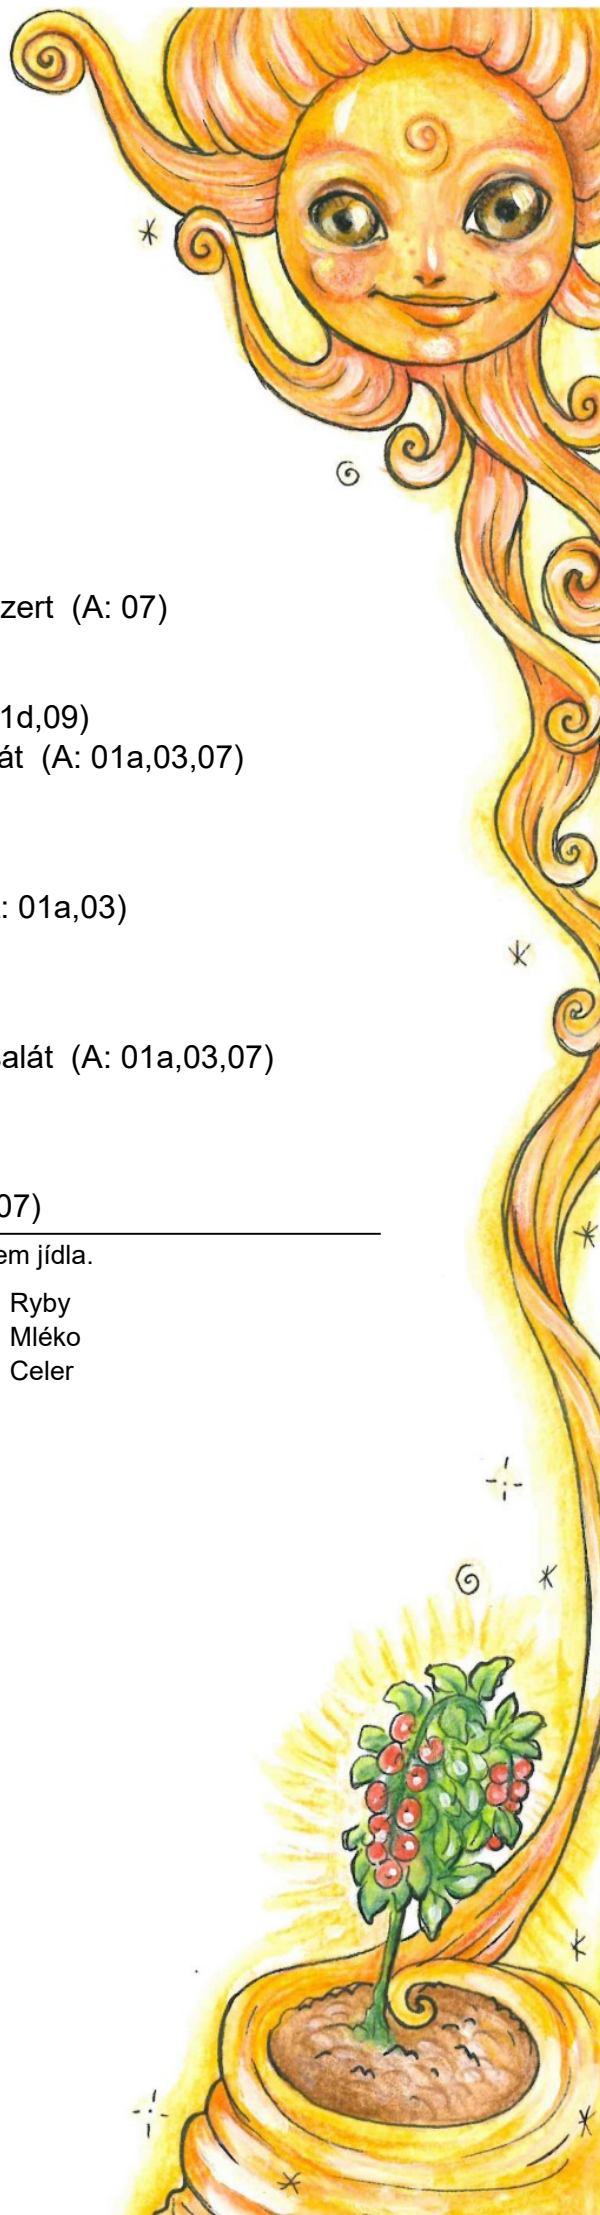 zert (A: 07)
1d,09)
át (A: 01a,03,07)
: 01a,03)
alát (A: 01a,03,07)
07)
em jídla.
Ryby
Mléko
Celer